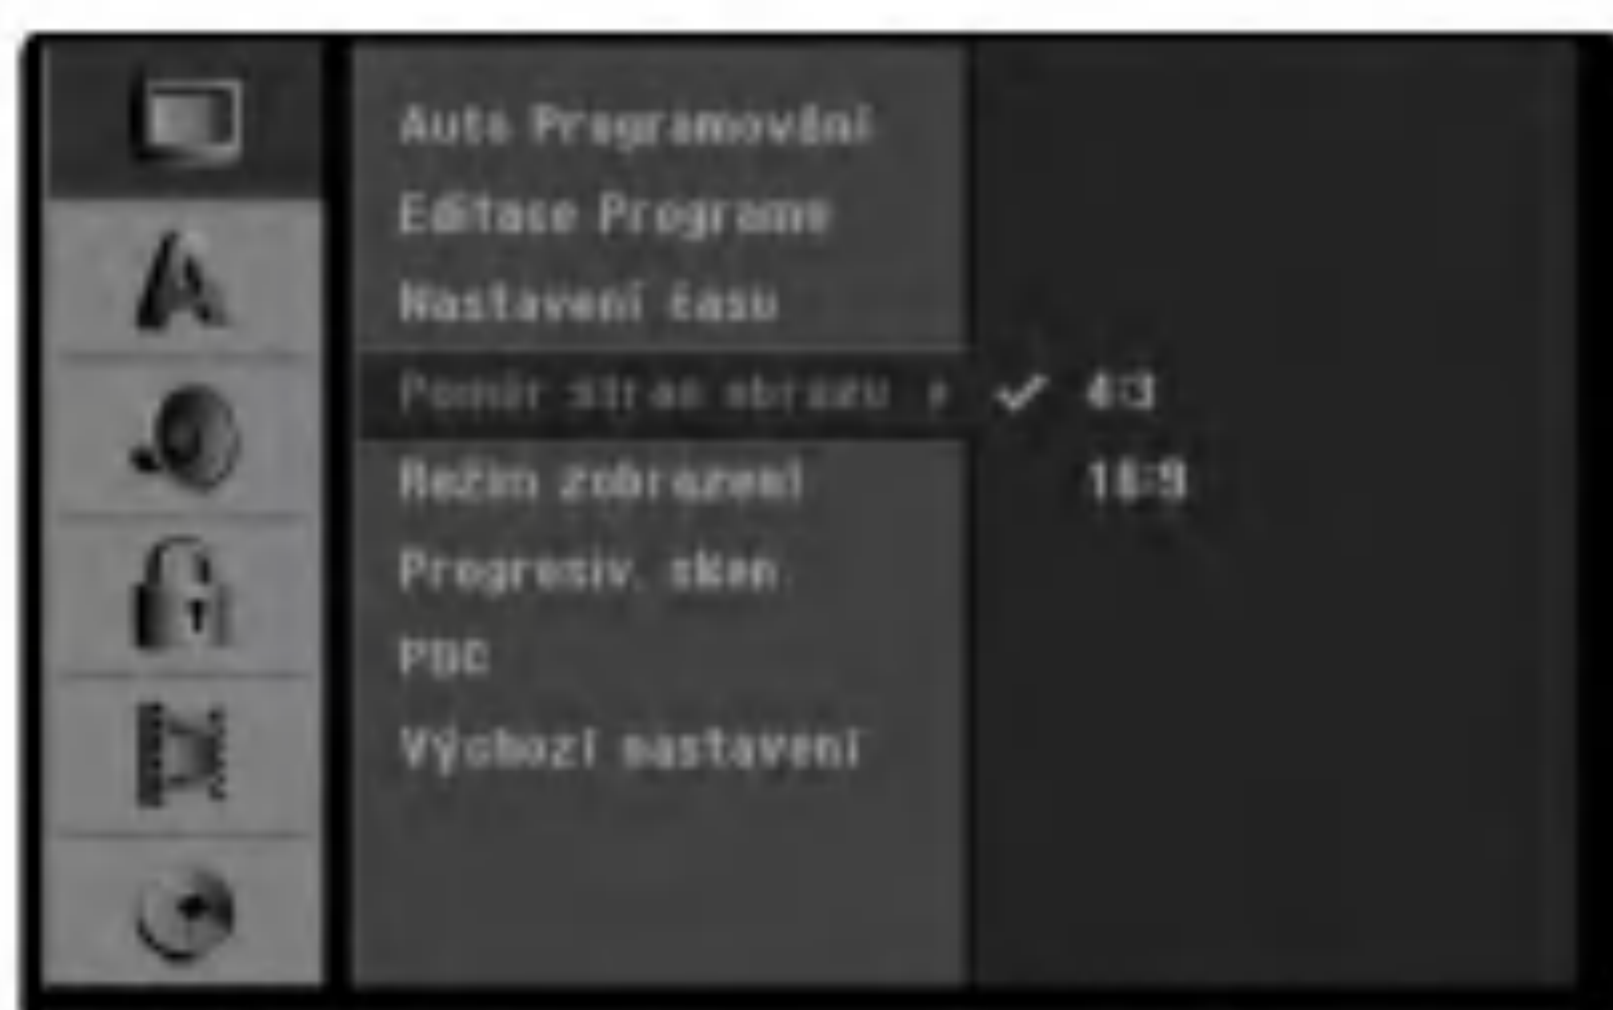 Auto Programování
Editace Programu
Nastavení času
Poměr stran obrazu
4:3
16:9
Režim zobrazení
Progresiv. sken
PBC
Výchozí nastavení